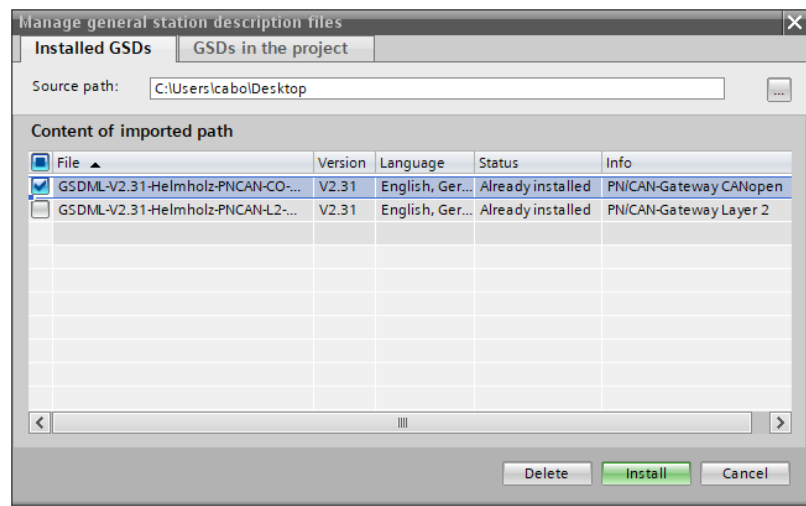 Manage general station description files
Installed GSDs GSDs in the project
Source path: C:\Users\cabo\Desktop ...
Content of imported path
File Version Language Status Info
GSDML-V2.31-Helmholz-PNCAN-CO-... V2.31 English, Ger... Already installed PN/CAN-Gateway CANopen
GSDML-V2.31-Helmholz-PNCAN-L2-... V2.31 English, Ger... Already installed PN/CAN-Gateway Layer 2
Delete Install Cancel